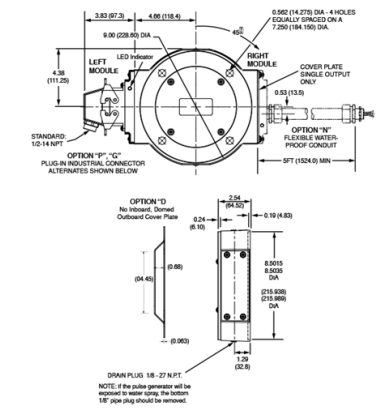 3.83 (97.3)
4.66 (118.4)
0.562 (14.275) DIA - 4 HOLES
EQUALLY SPACED ON A
7.250 (184.150) DIA.
9.00 (228.60) DIA
45°
LED Indicator
LEFT
MODULE
RIGHT
MODULE
COVER PLATE
SINGLE OUTPUT
ONLY
4.38
(111.25)
0.53 (13.5)
STANDARD:
1/2-14 NPT
OPTION "N"
FLEXIBLE WATER-
PROOF CONDUIT
OPTION "P", "G"
PLUG-IN INDUSTRIAL CONNECTOR
ALTERNATES SHOWN BELOW
5FT (1524.0) MINIMUM
OPTION "D
No Inboard, Domed
Outboard Cover Plate
2.54
(64.52)
0.24
(6.10)
0.19 (4.83)
(0.68)
(04.45)
8.5015
8.5035
DIA
(215.938)
(215.989)
DIA
(0.063)
1.29
(32.8)
DRAIN PLUG 1/8 - 27 N.P.T.
NOTE: If the pulse generator will be
exposed to water spray, the bottom
1/8" pipe plug should be removed.